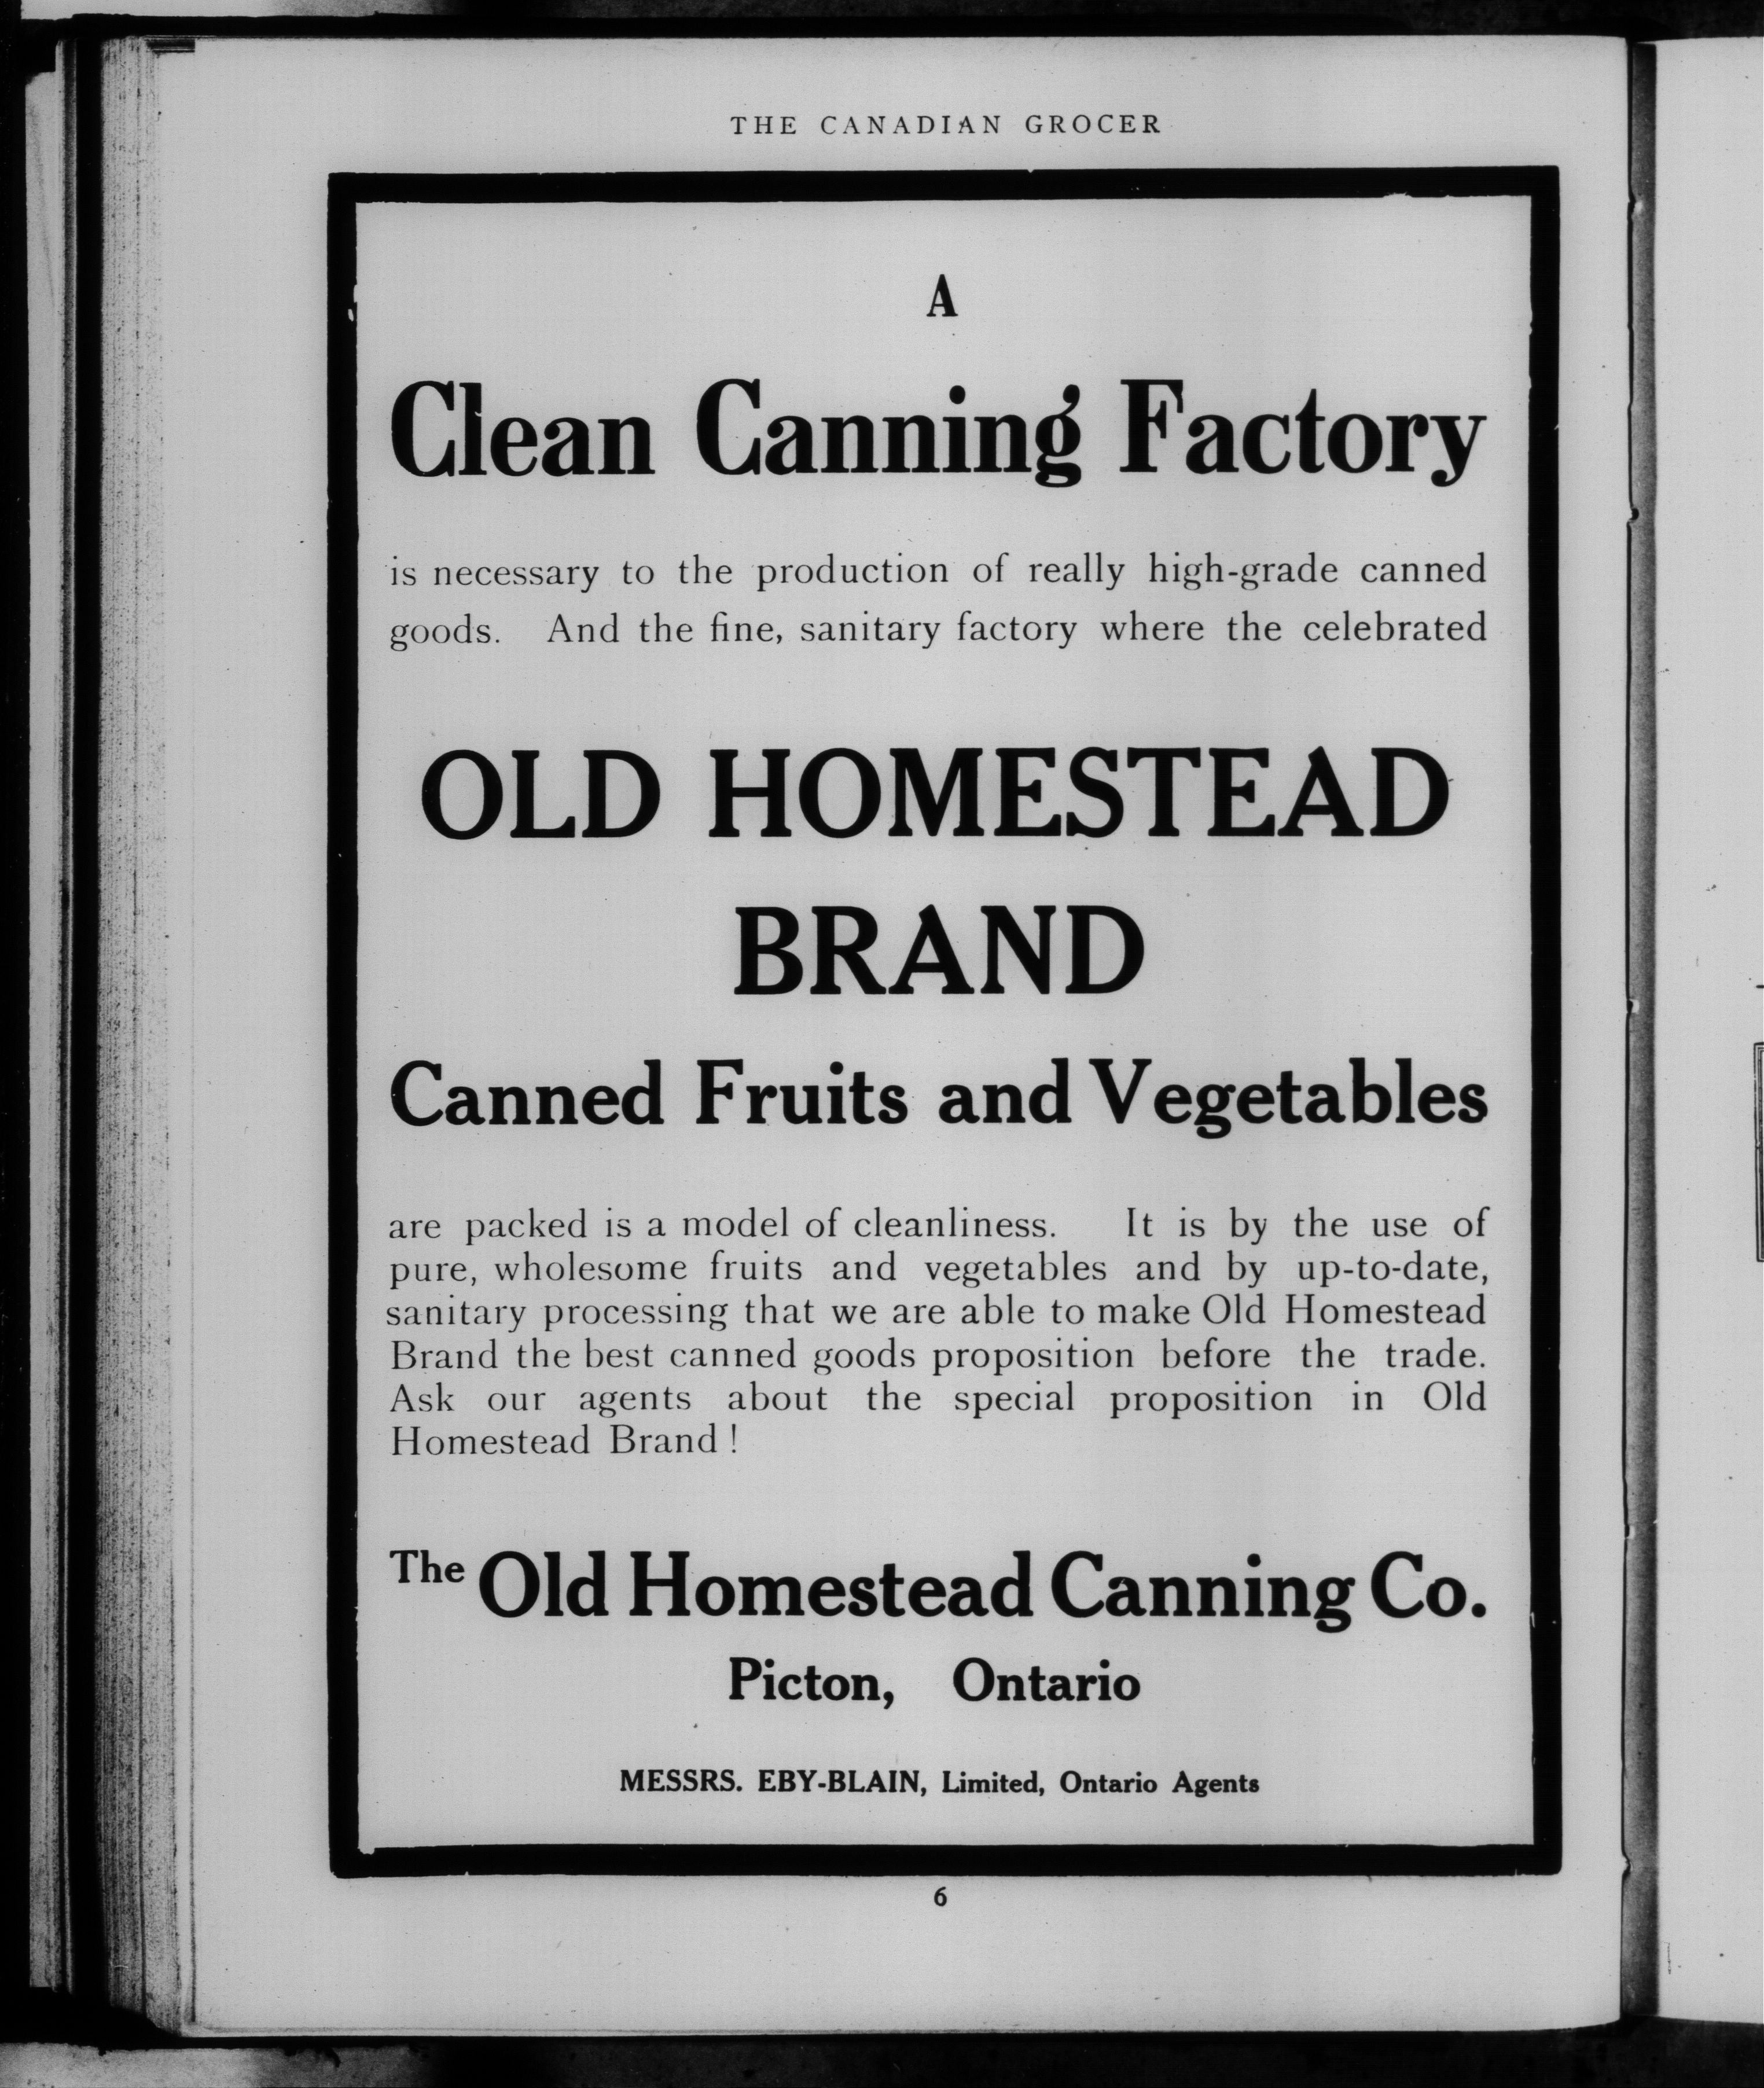 THE CANADIAN GROCER
A
Clean Canning Factory
is necessary to the production of really high-grade canned
goods. And the fine, sanitary factory where the celebrated
OLD HOMESTEAD
BRAND
Canned Fruits and Vegetables
are packed is a model of cleanliness. It is by the use of
pure, wholesome fruits and vegetables and by up-to-date,
sanitary processing that we are able to make Old Homestead
Brand the best canned goods proposition before the trade.
Ask our agents about the special proposition in Old
Homestead Brand !
The Old Homestead Canning Co.
Picton, Ontario
MESSRS. EBY-BLAIN, Limited, Ontario Agents
6